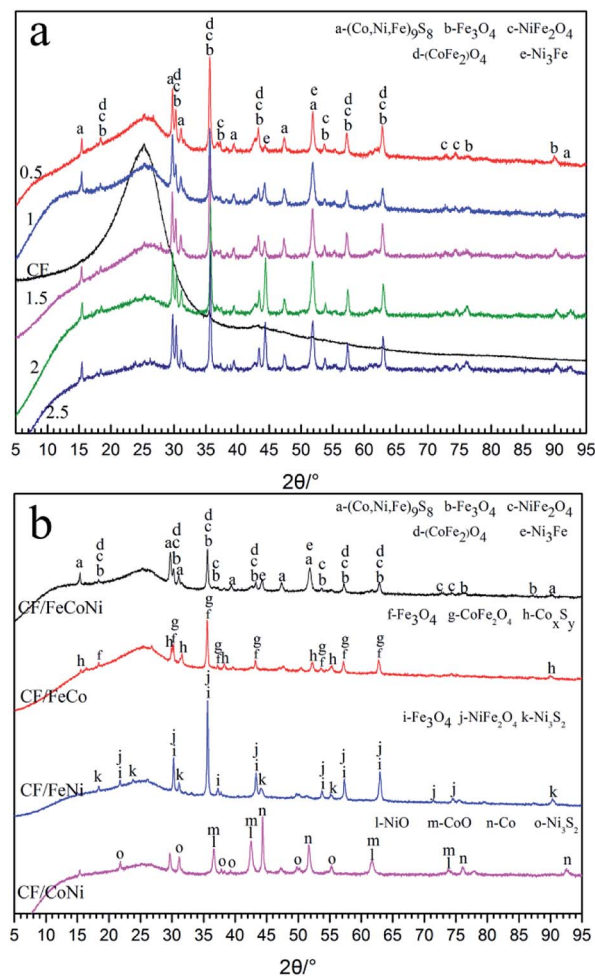 a
a-(Co,Ni,Fe)9S8 b-Fe3O4 c-NiFe2O4
d-(CoFe2)O4 e-Ni3Fe
d c b
a d c b a d c b a c b a d c b e a e a c b d c b d c b c c b b a
0.5
1
CF
1.5
2
2.5
5 10 15 20 25 30 35 40 45 50 55 60 65 70 75 80 85 90 95
2θ/°
b
a-(Co,Ni,Fe)9S8 b-Fe3O4 c-NiFe2O4
d-(CoFe2)O4 e-Ni3Fe
a d c b a d c b a d c b c b a d c b e a e a c b d c b d c b c c b b a
CF/FeCoNi
f-Fe3O4 g-CoFe2O4 h-CoxSy
h f h g f h g f g f h g f h g f h g f g f h
CF/FeCo
i-Fe3O4 j-NiFe2O4 k-Ni3S2
k j i k j i k j i i j i k j i k j i j i j j k
CF/FeNi
l-NiO m-CoO n-Co o-Ni3S2
o o m l o o m l n o n o m l m l n n
CF/CoNi
5 10 15 20 25 30 35 40 45 50 55 60 65 70 75 80 85 90 95
2θ/°